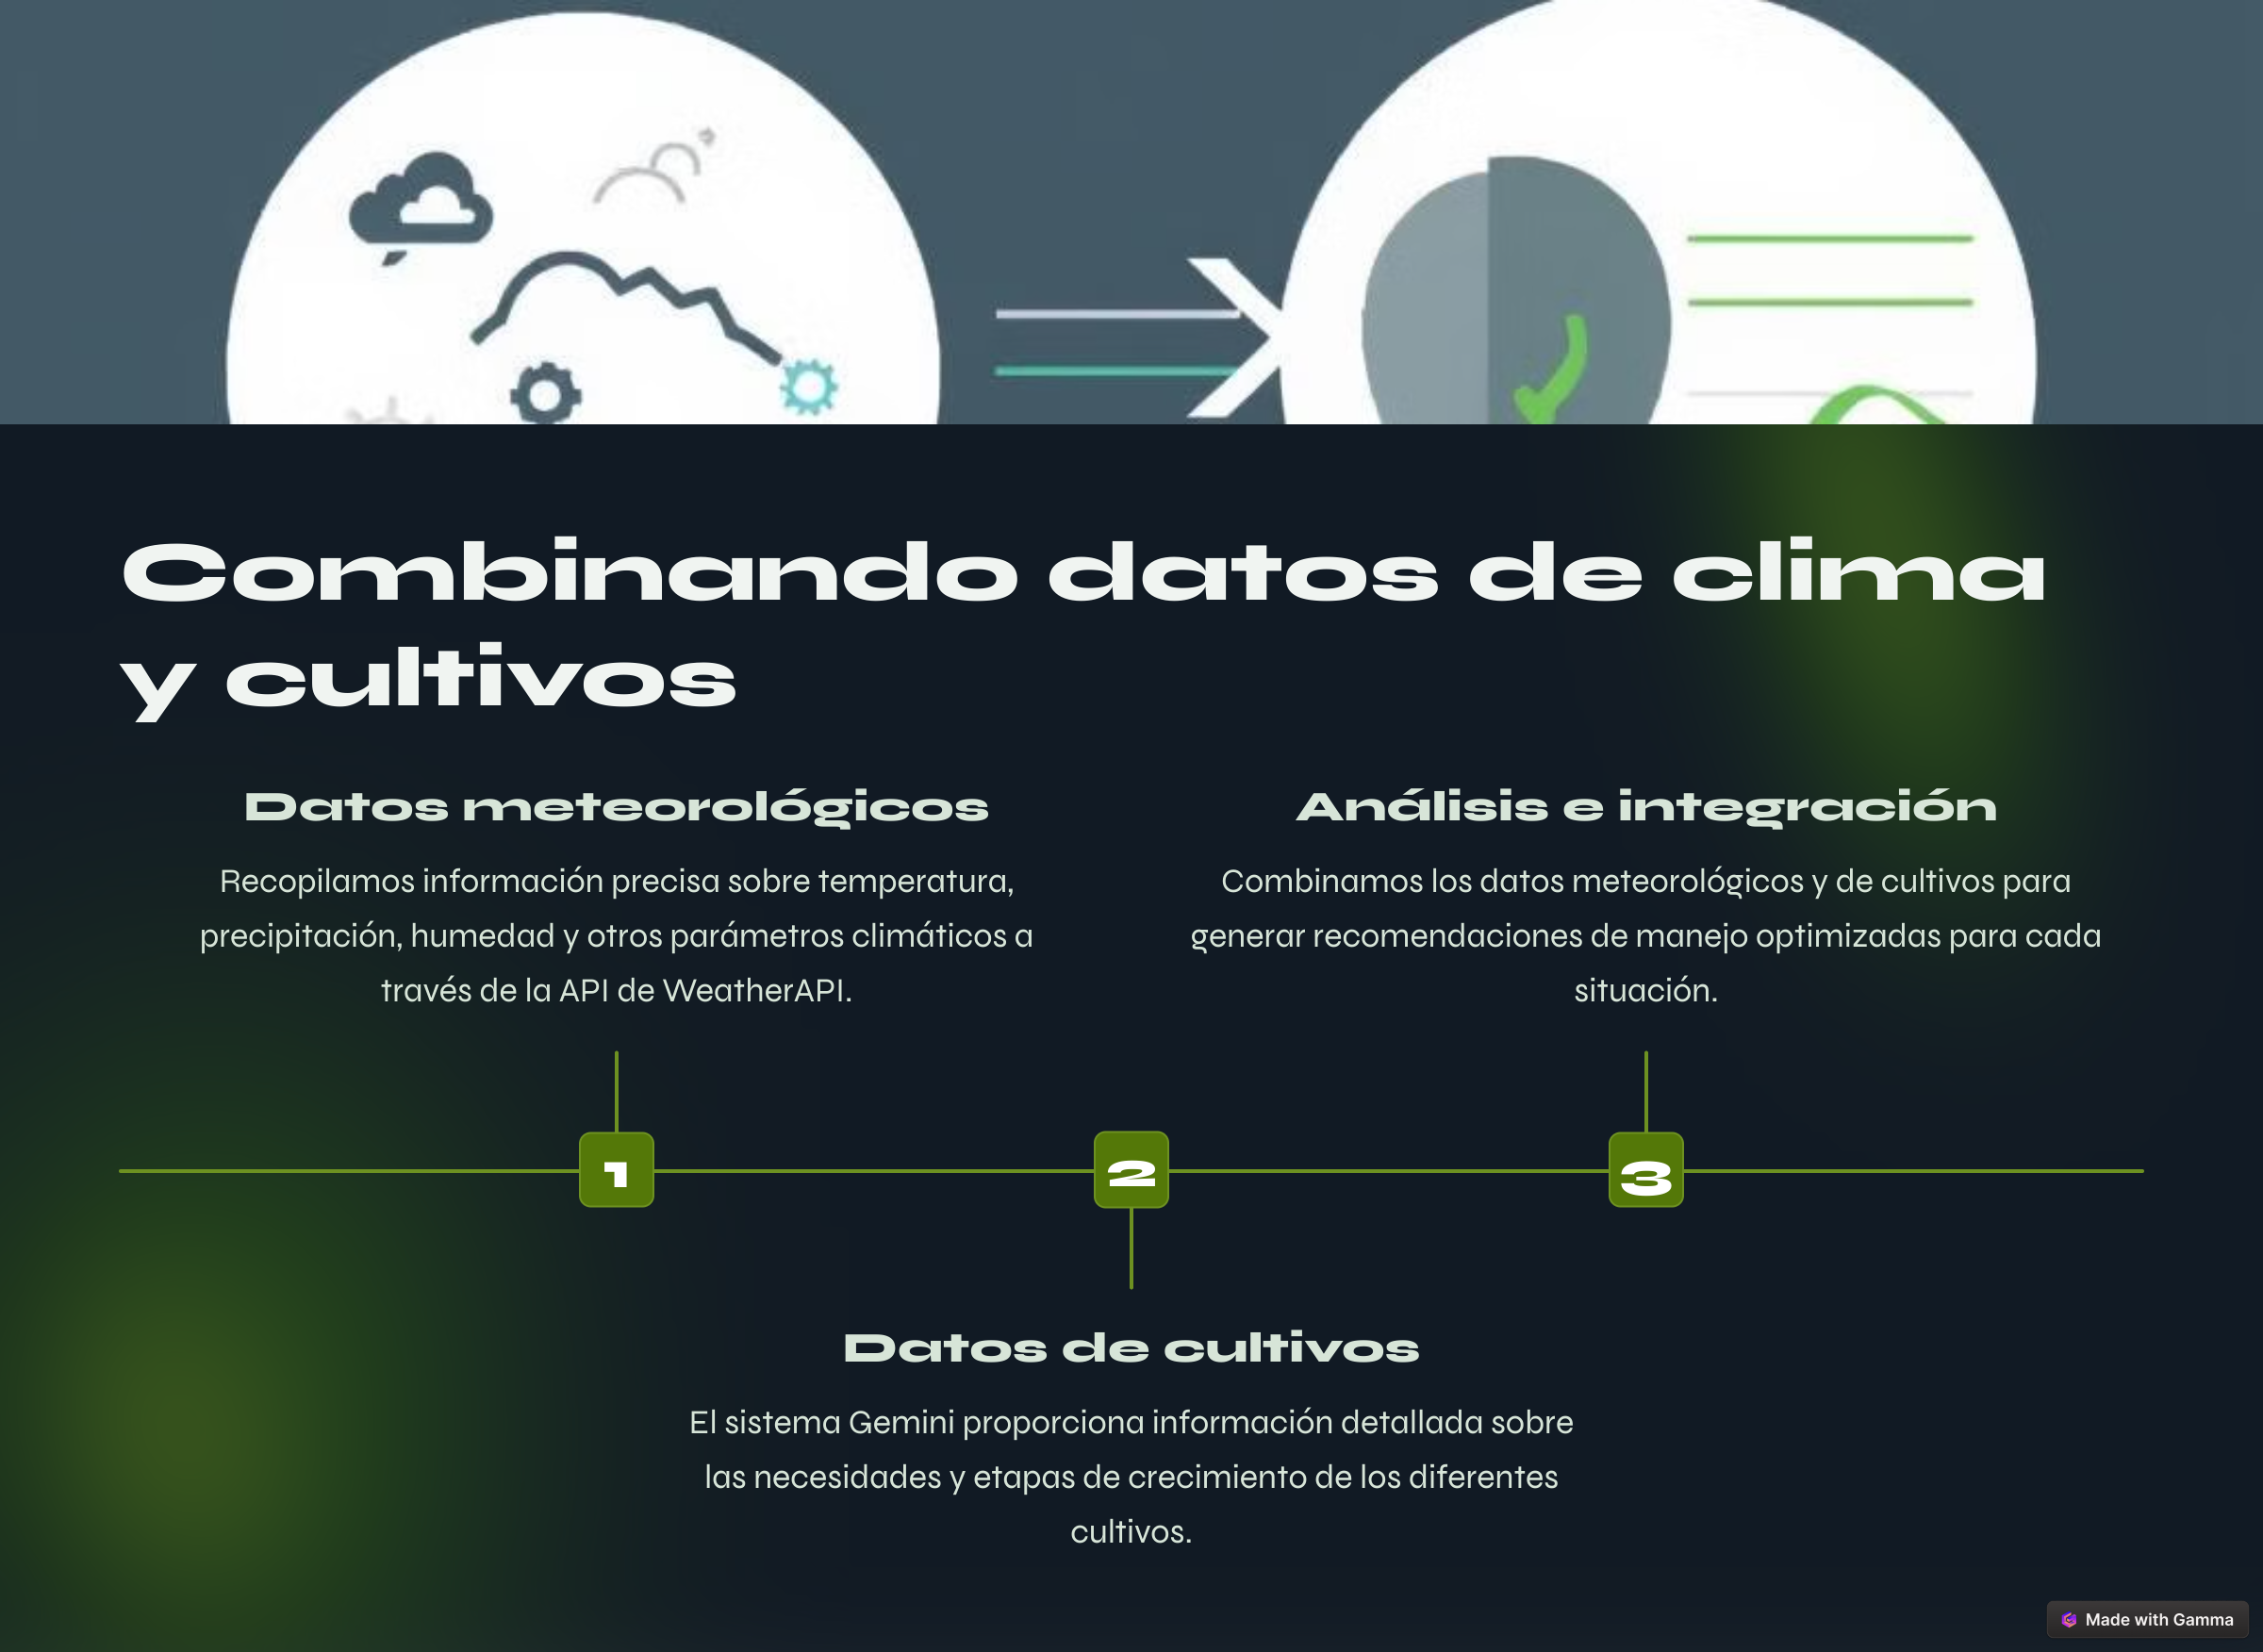 Combinando datos de clima
y cultivos
Datos meteorológicos
Recopilamos información precisa sobre temperatura,
precipitación, humedad y otros parámetros climáticos a
través de la API de WeatherAPI.
1
2
Datos de cultivos
El sistema Gemini proporciona información detallada sobre
las necesidades y etapas de crecimiento de los diferentes
cultivos.
Análisis e integración
Combinamos los datos meteorológicos y de cultivos para
generar recomendaciones de manejo optimizadas para cada
situación.
3
Made with Gamma